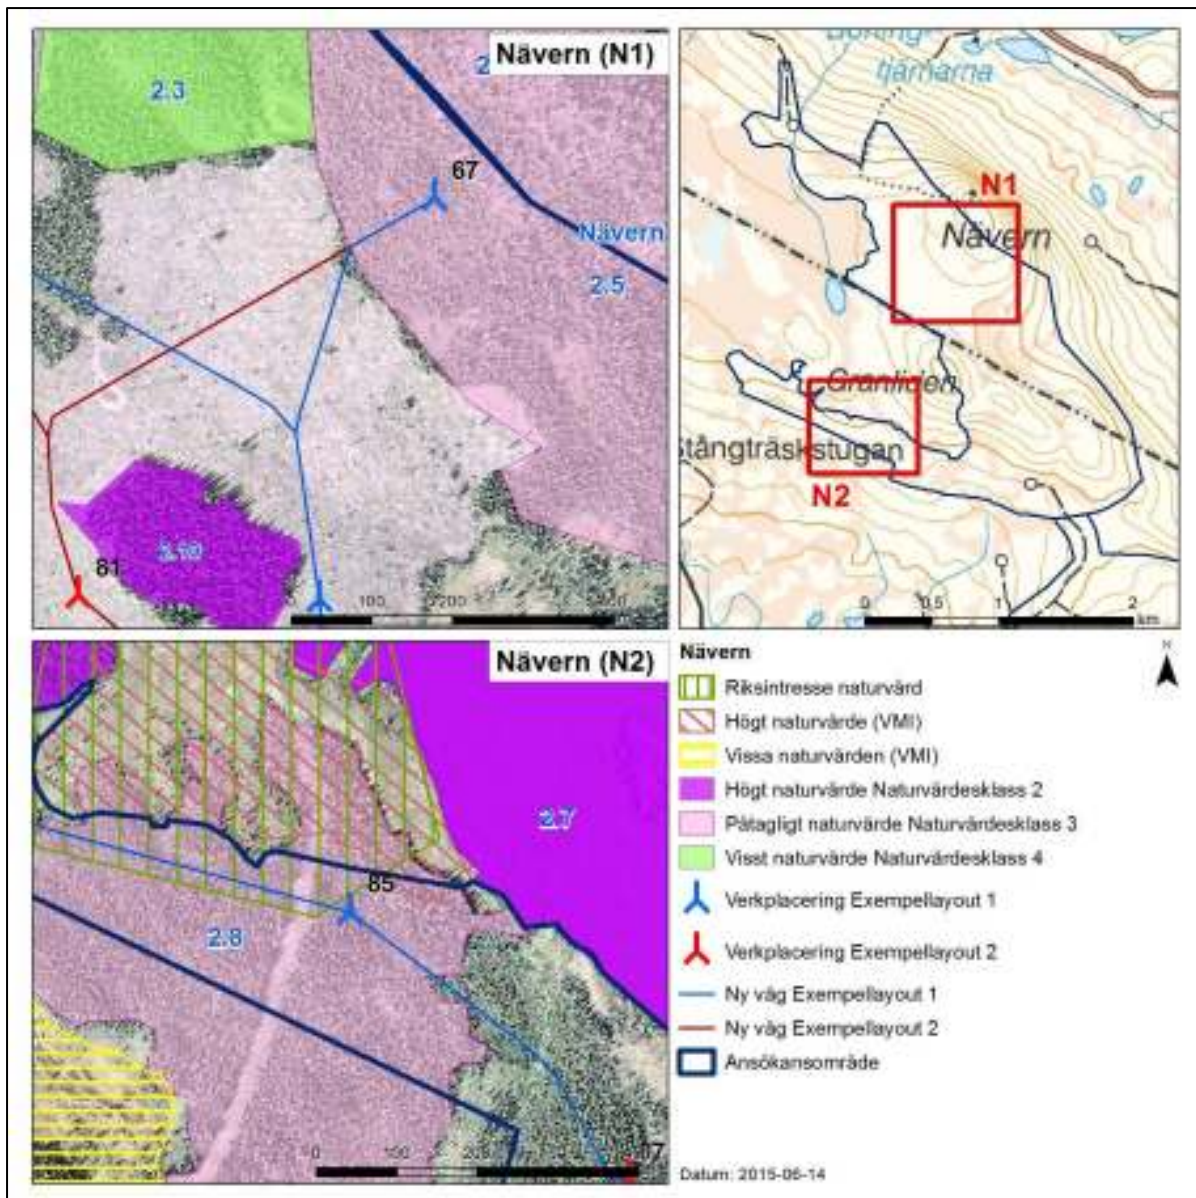 Nävern (N1)
2.3
67
Nävern
2.5
2.10
81
100
Nävern (N2)
2.7
85
2.8
0 100
tjärnarna
N1
Nävern
Granliden
Stångträskstugan
N2
0 0.5 1 2
km
N
Nävern
Riksintresse naturvård
Högt naturvärde (VMI)
Vissa naturvärden (VMI)
Högt naturvärde Naturvärdesklass 2
Påtagligt naturvärde Naturvärdesklass 3
Visst naturvärde Naturvärdesklass 4
Verkplacering Exempellayout 1
Verkplacering Exempellayout 2
Ny väg Exempellayout 1
Ny väg Exempellayout 2
Ansökansområde
Datum: 2015-06-14